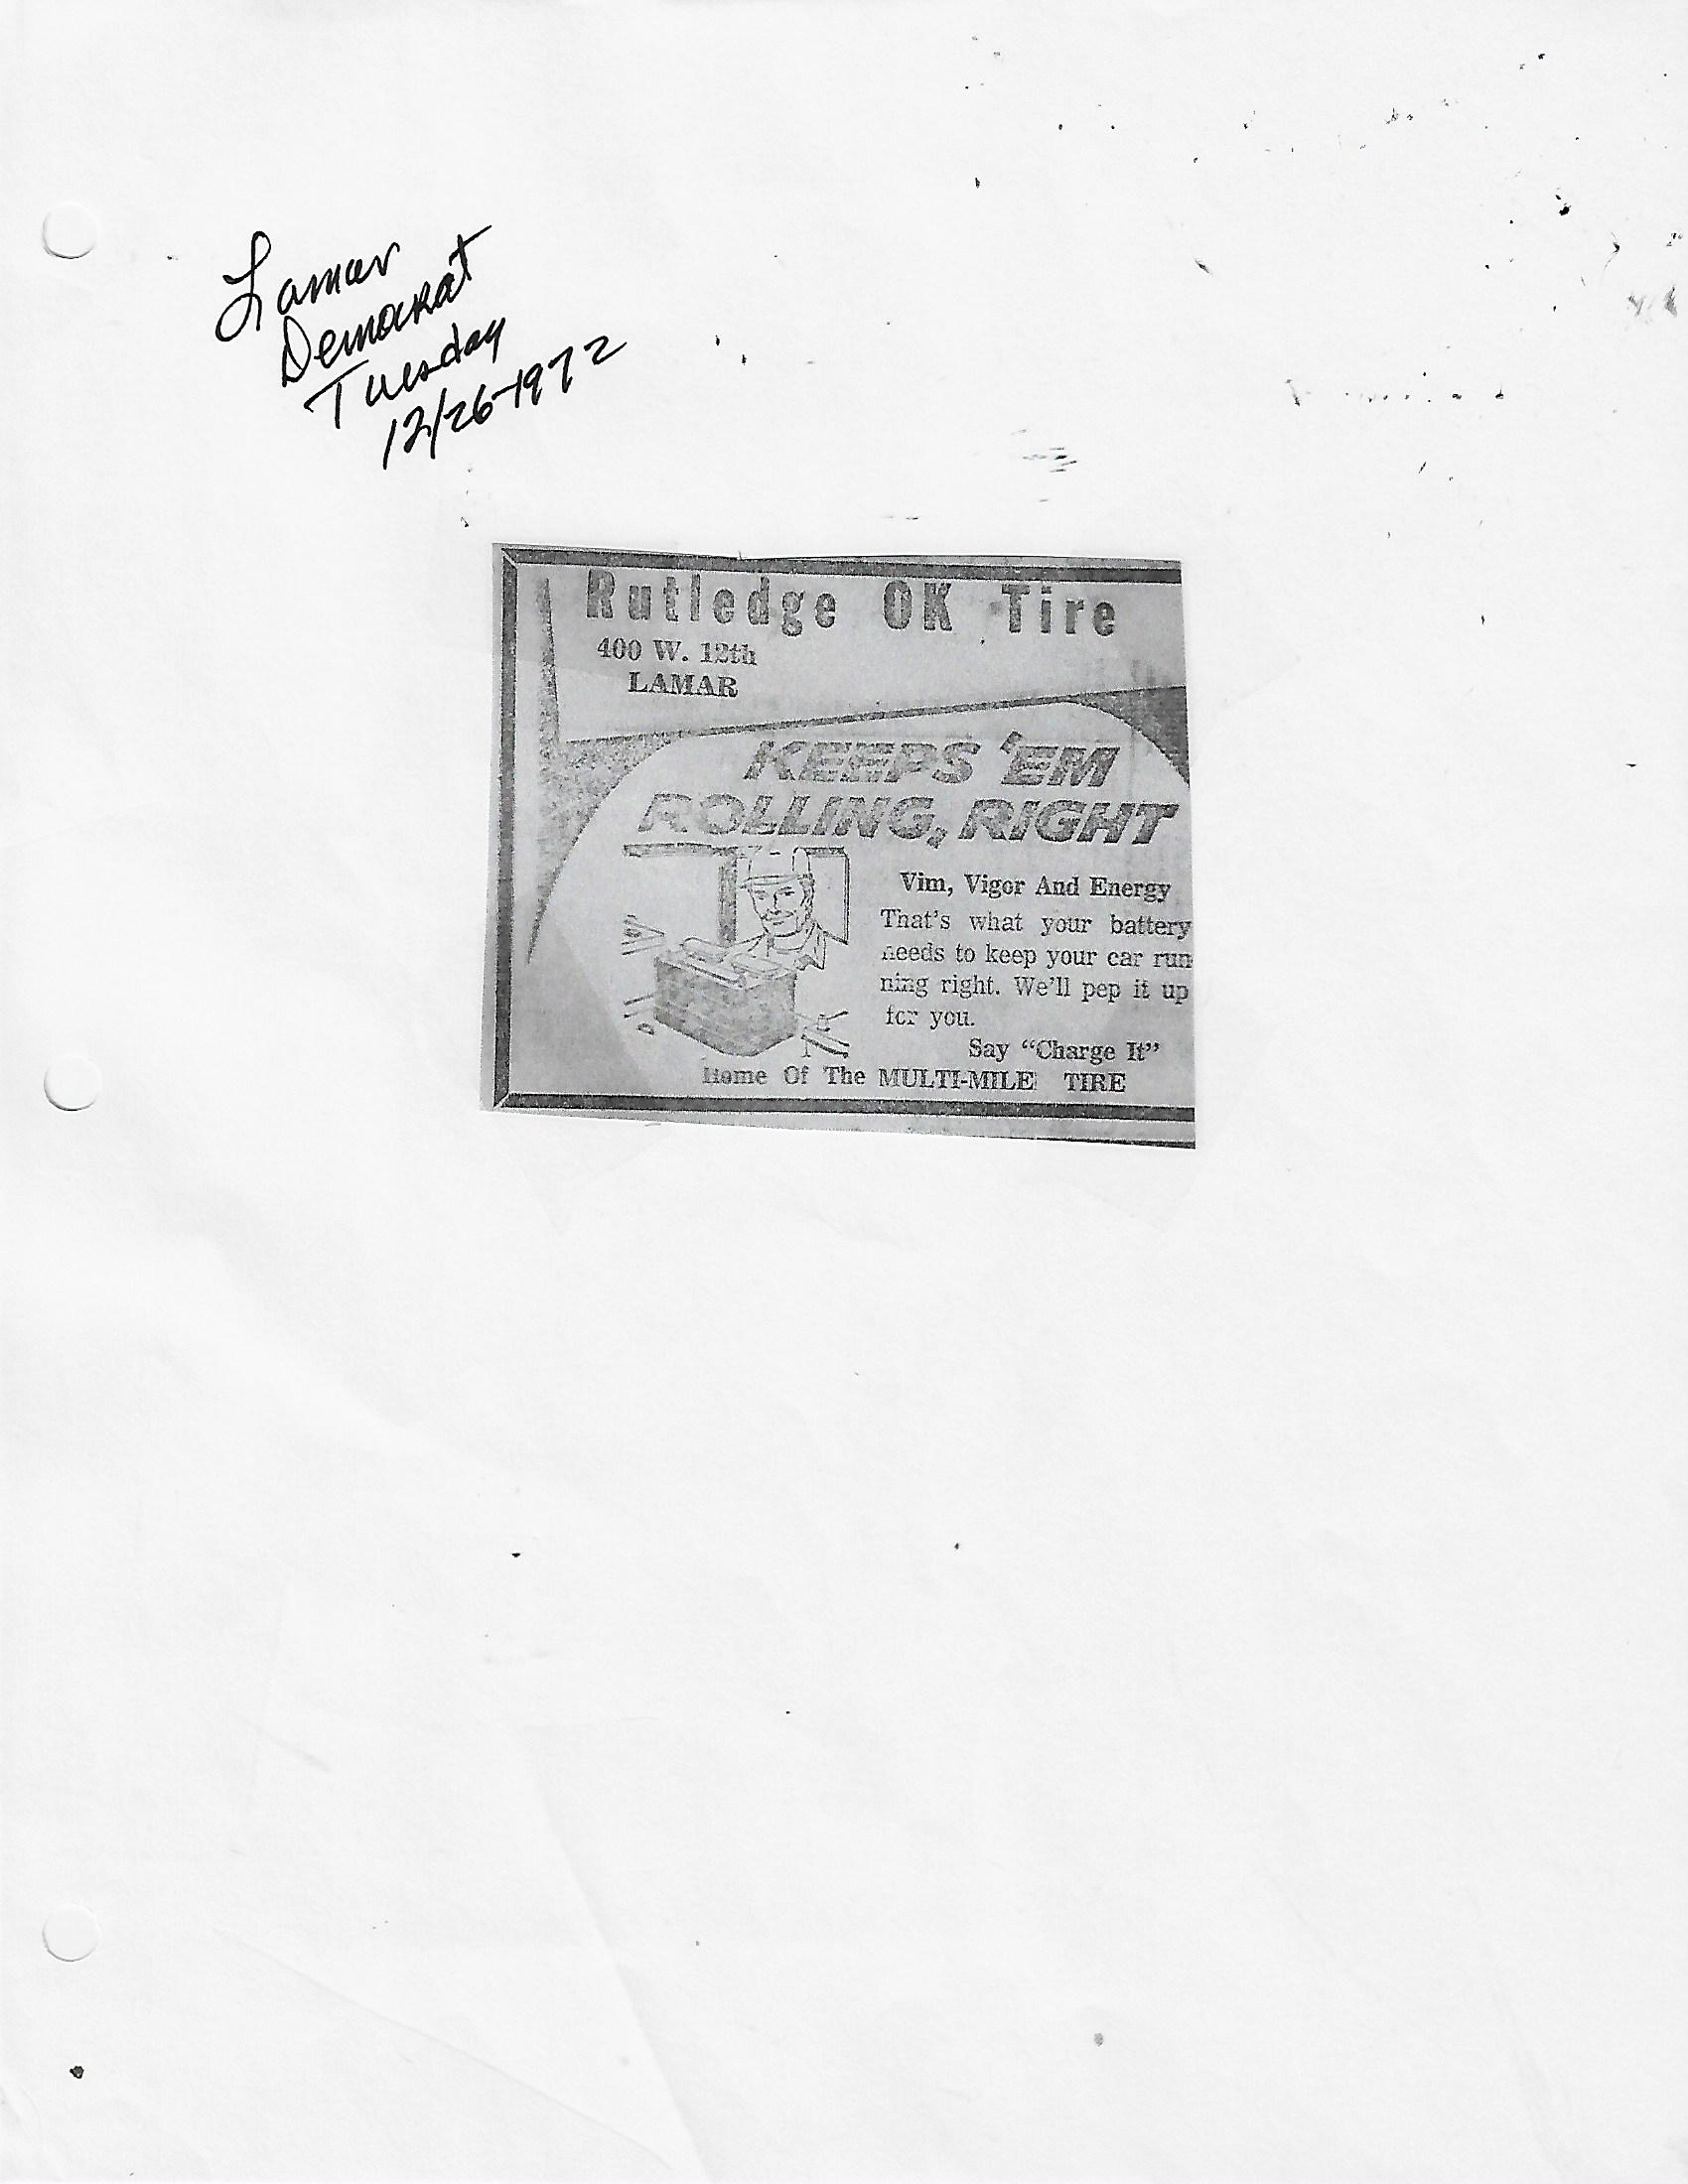 Lamar
Democrat
Tuesday
12/26-1972
Rutledge OK Tire
400 W. 12th
LAMAR
KEEPS 'EM
ROLLING, RIGHT
Vim, Vigor And Energy
That's what your battery
needs to keep your car run
ning right. We'll pep it up
for you.
Say "Charge It"
Home Of The MULTI-MILE TIRE